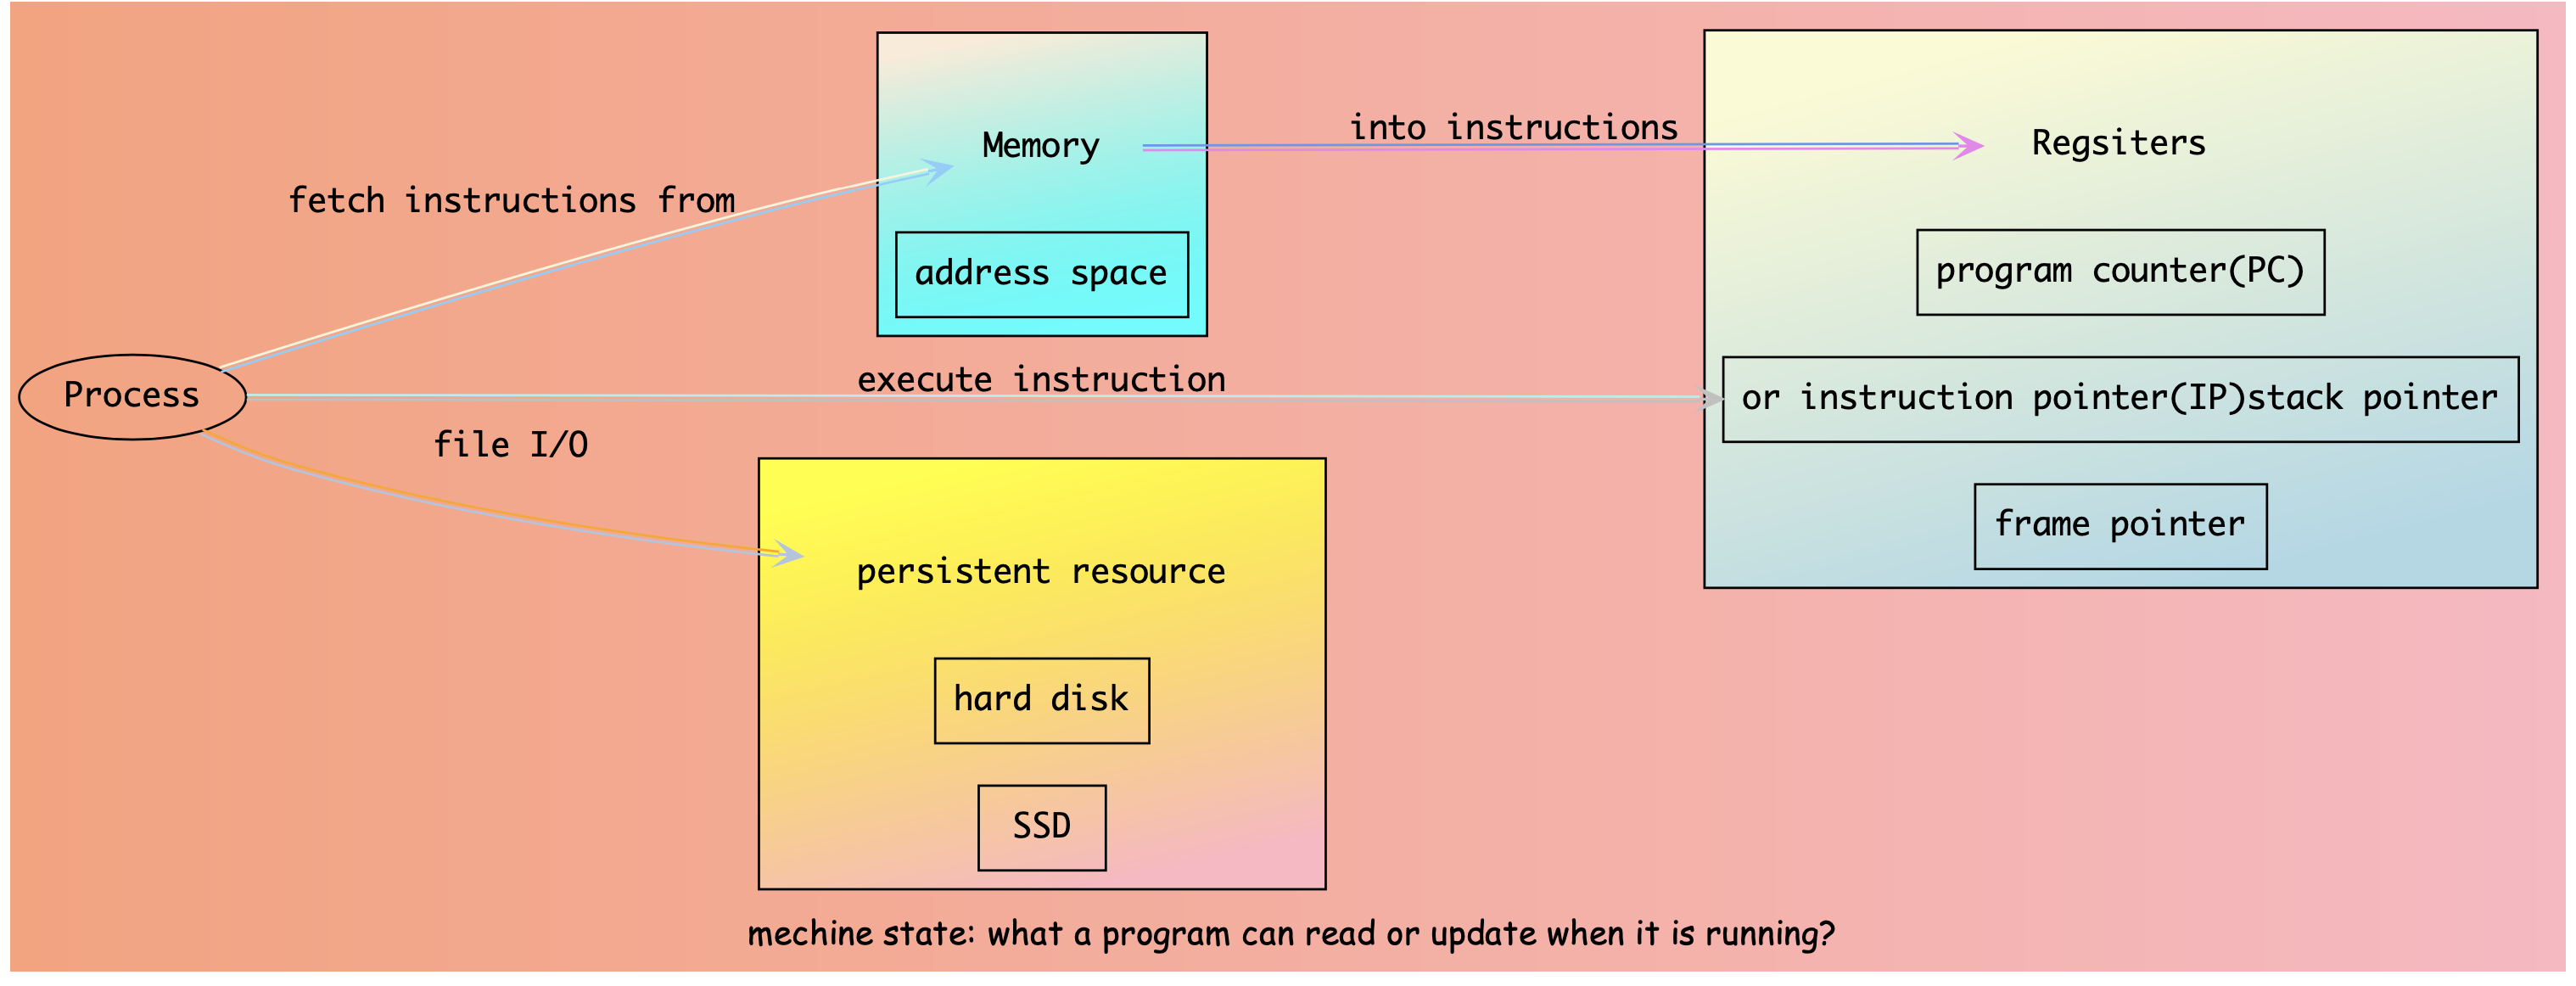 Memory
into instructions
Regsiters
fetch instructions from
address space
program counter(PC)
Process
execute instruction
or instruction pointer(IP)stack pointer
file I/O
persistent resource
frame pointer
hard disk
SSD
mechine state: what a program can read or update when it is running?